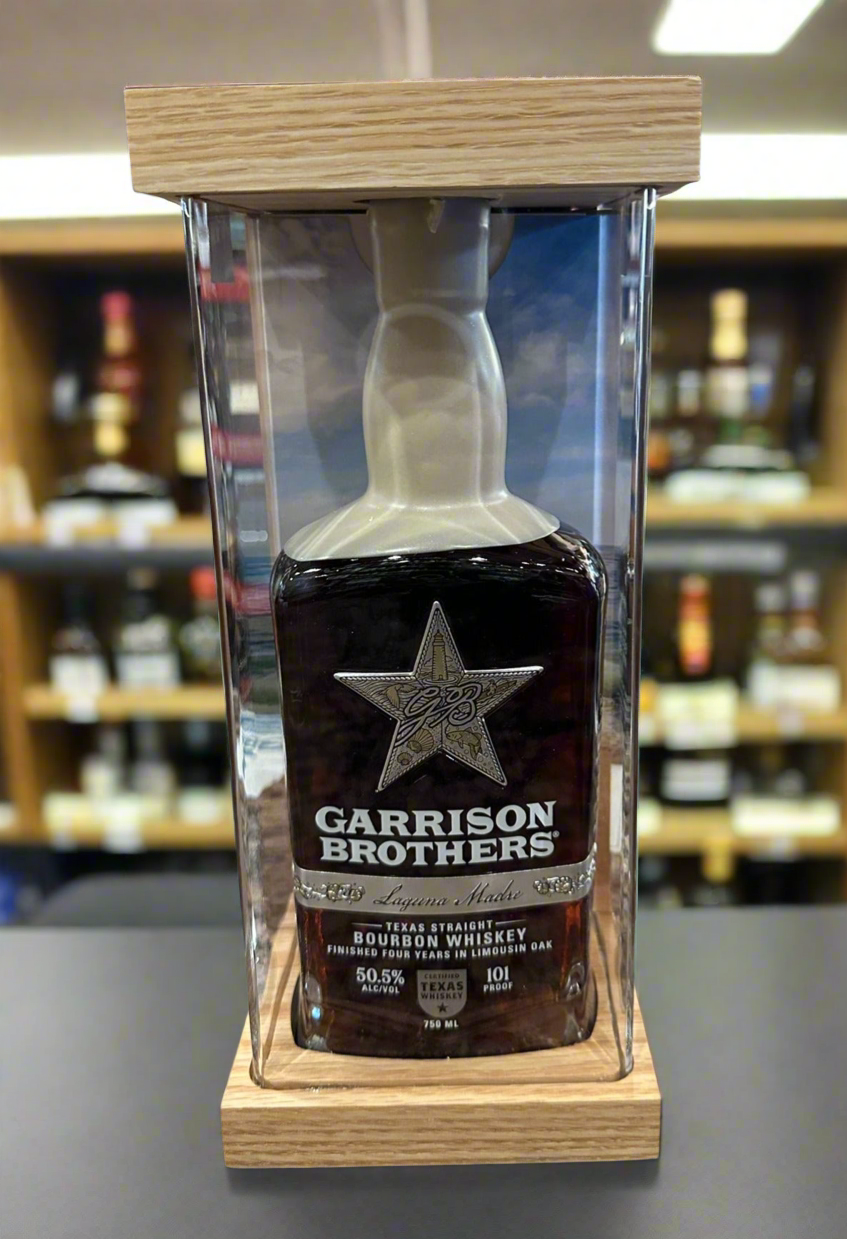 GB
GARRISON
BROTHERS®
Laguna Madre
TEXAS STRAIGHT
BOURBON WHISKEY
FINISHED FOUR YEARS IN LIMOUSIN OAK
50.5%
ALC/VOL
CERTIFIED
TEXAS
WHISKEY
101
PROOF
750 ML